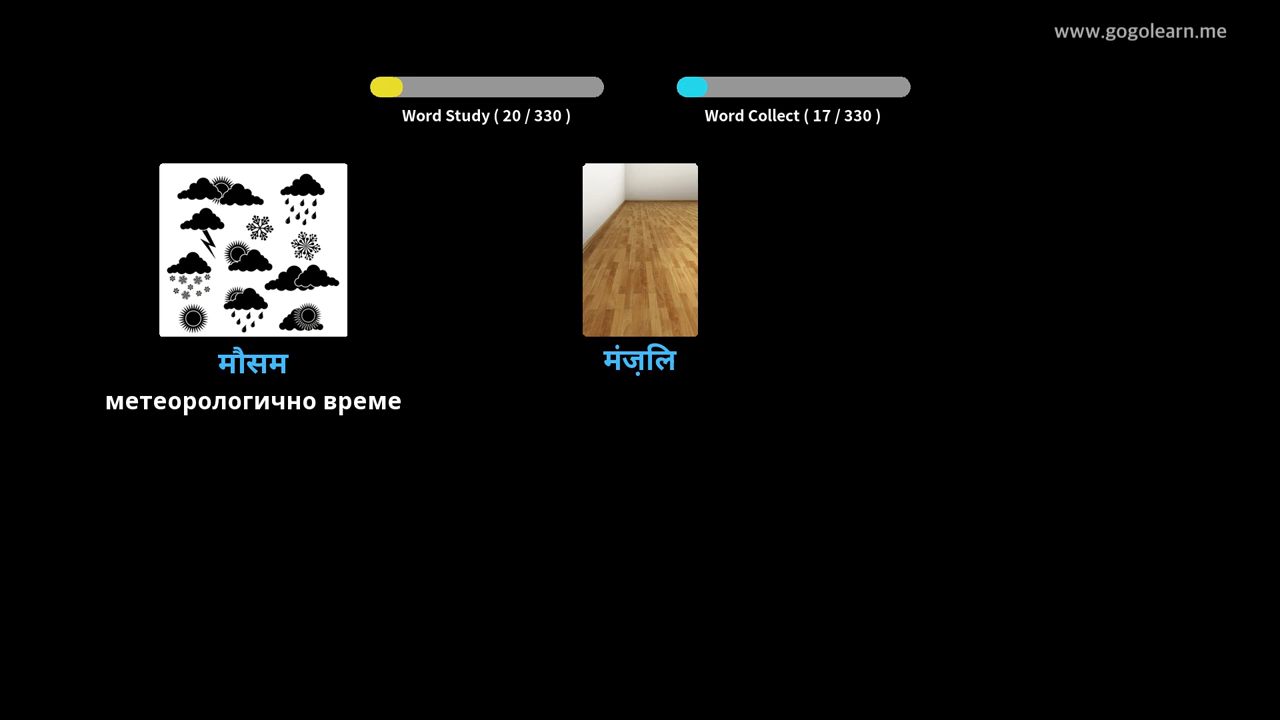 www.gogolearn.me
Word Study ( 20 / 330 )
Word Collect ( 17 / 330 )
मौसम
मंज़लि
метеорологично време